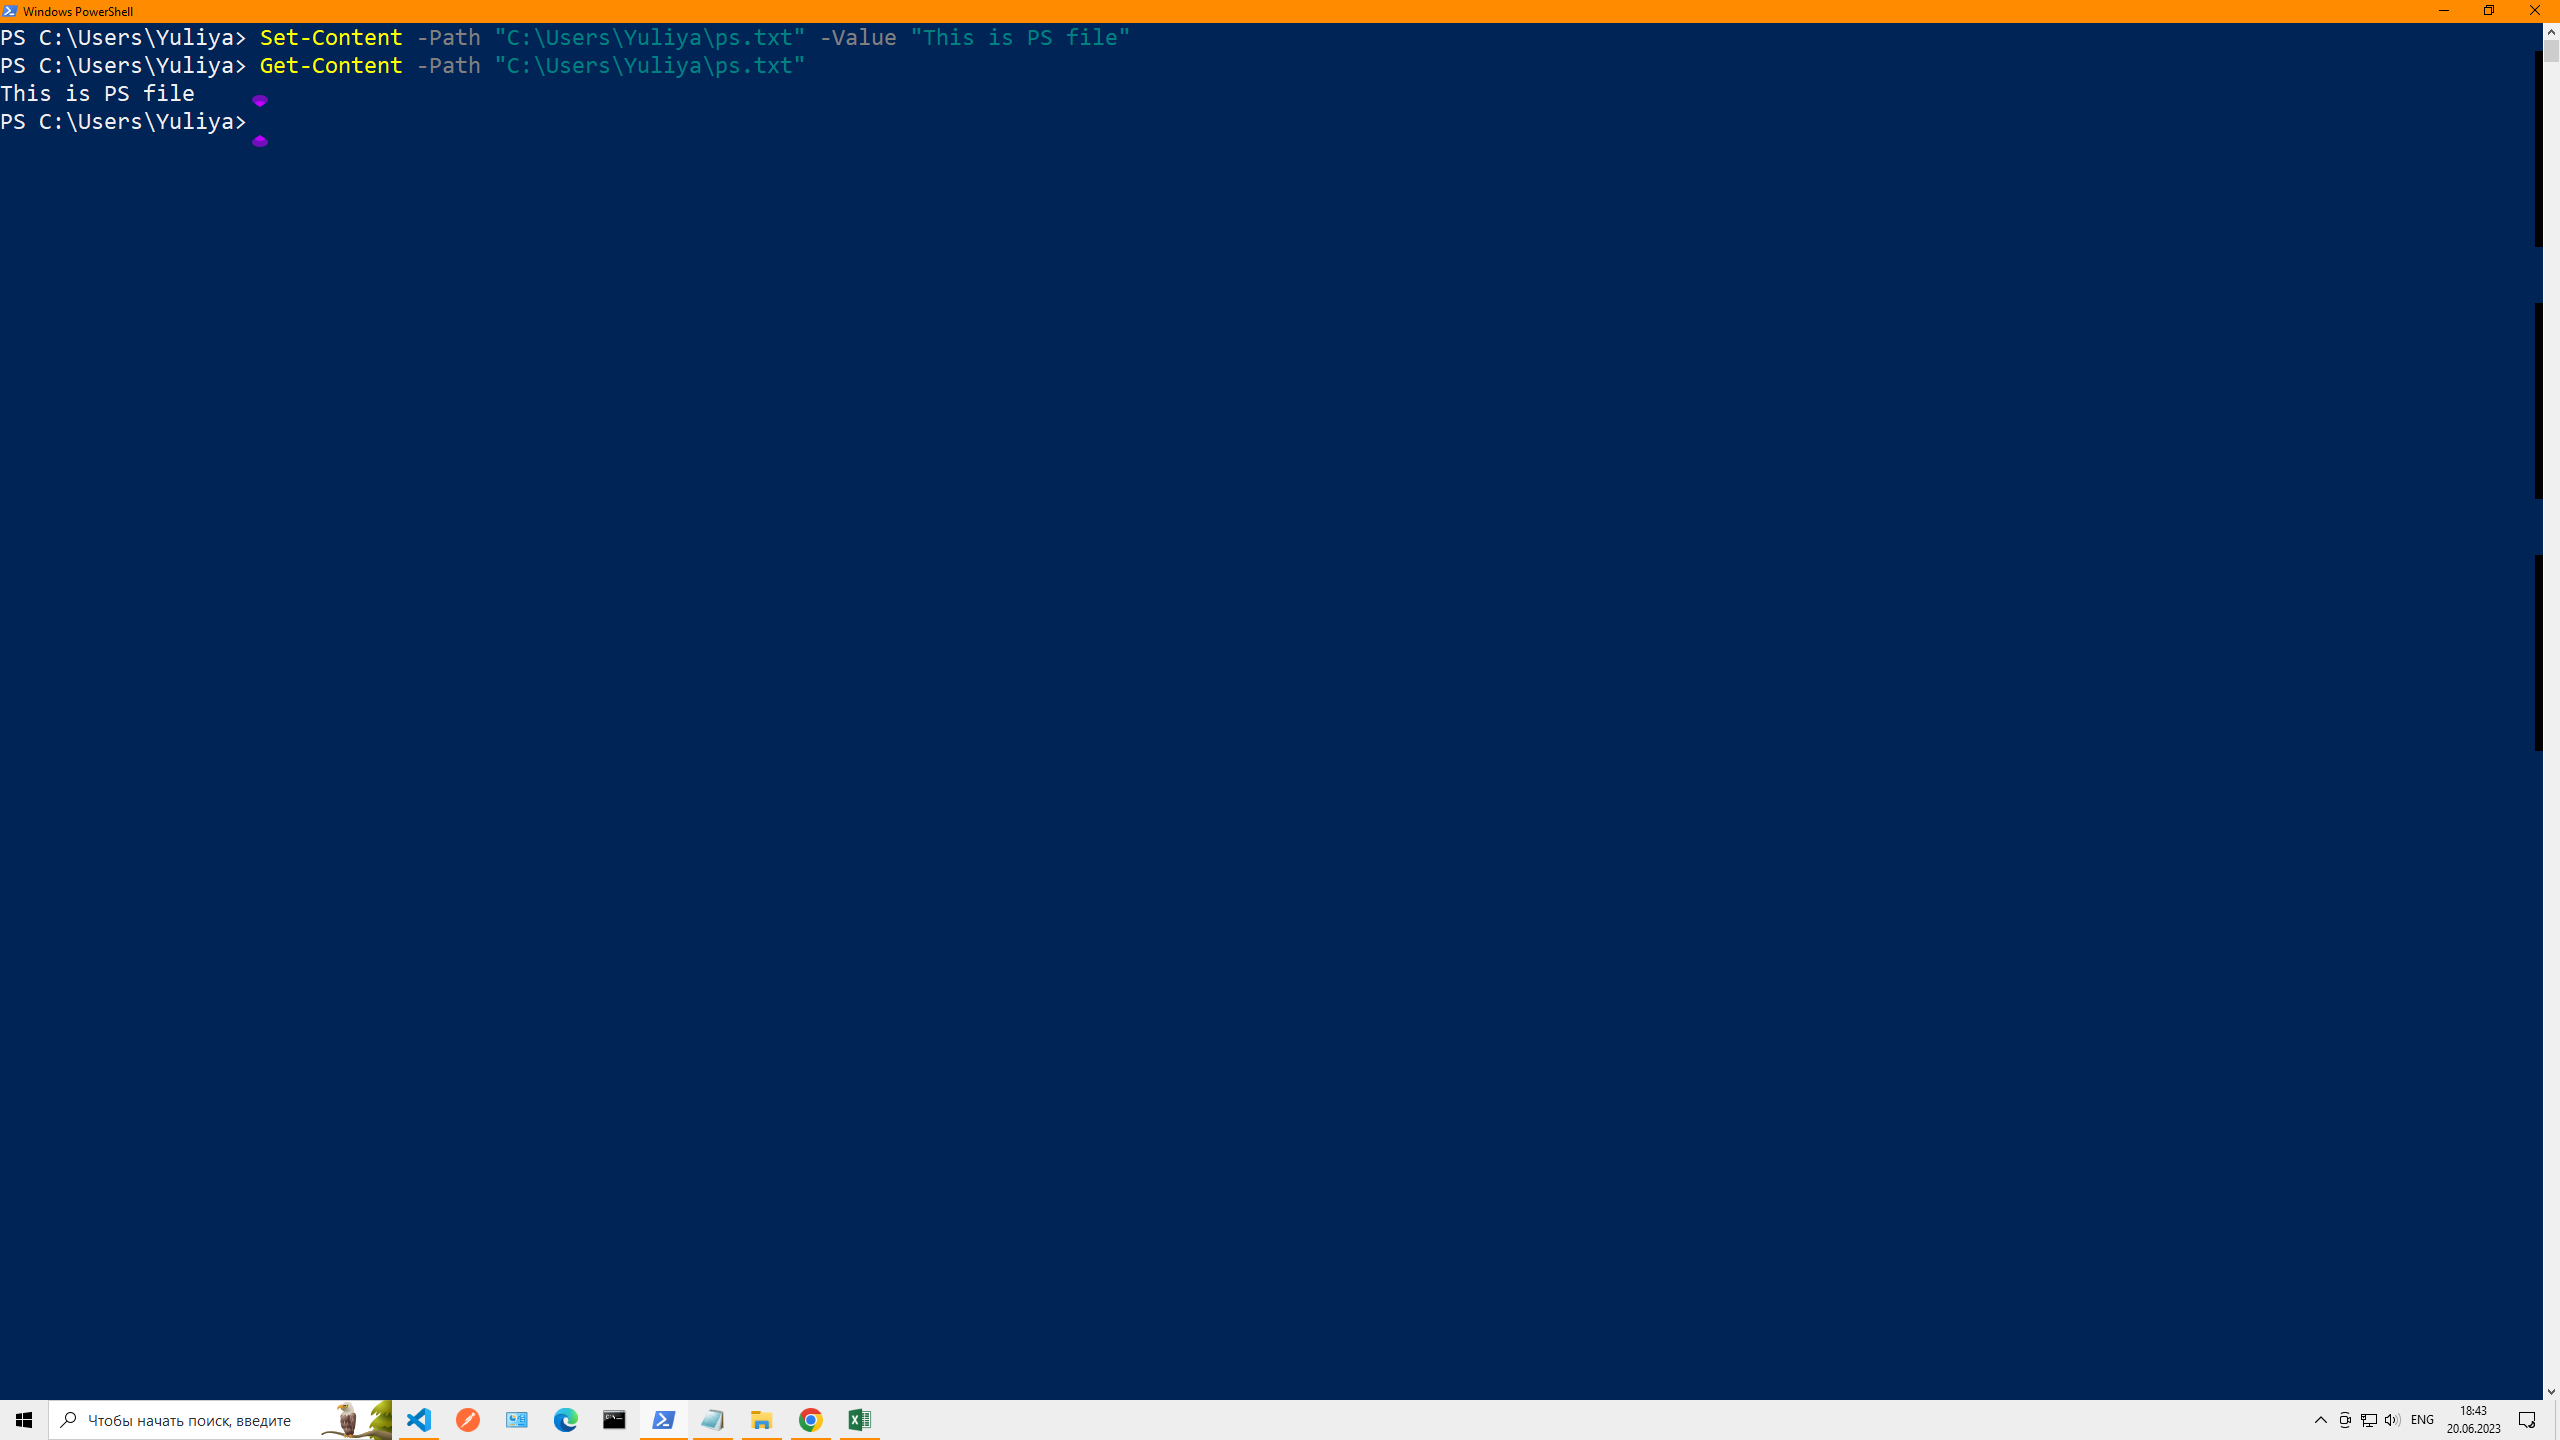 Windows PowerShell
PS C:\Users\Yuliya> Set-Content -Path "C:\Users\Yuliya\ps.txt" -Value "This is PS file"
PS C:\Users\Yuliya> Get-Content -Path "C:\Users\Yuliya\ps.txt"
This is PS file
PS C:\Users\Yuliya>
Чтобы начать поиск, введите
ENG
18:43
20.06.2023